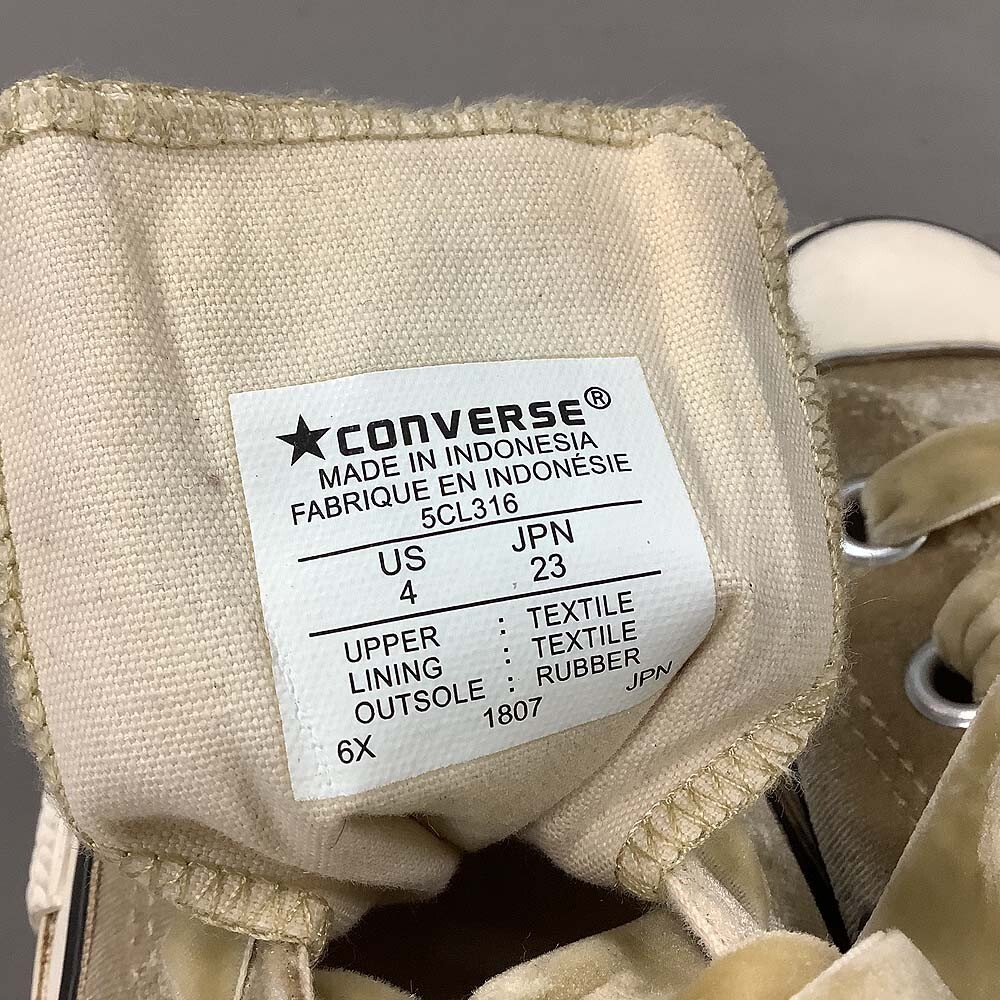 ★CONVERSE®
MADE IN INDONESIA
FABRIQUE EN INDONÉSIE
5CL316
US JPN
4 23
UPPER : TEXTILE
LINING : TEXTILE
OUTSOLE : RUBBER
6X 1807 JPN